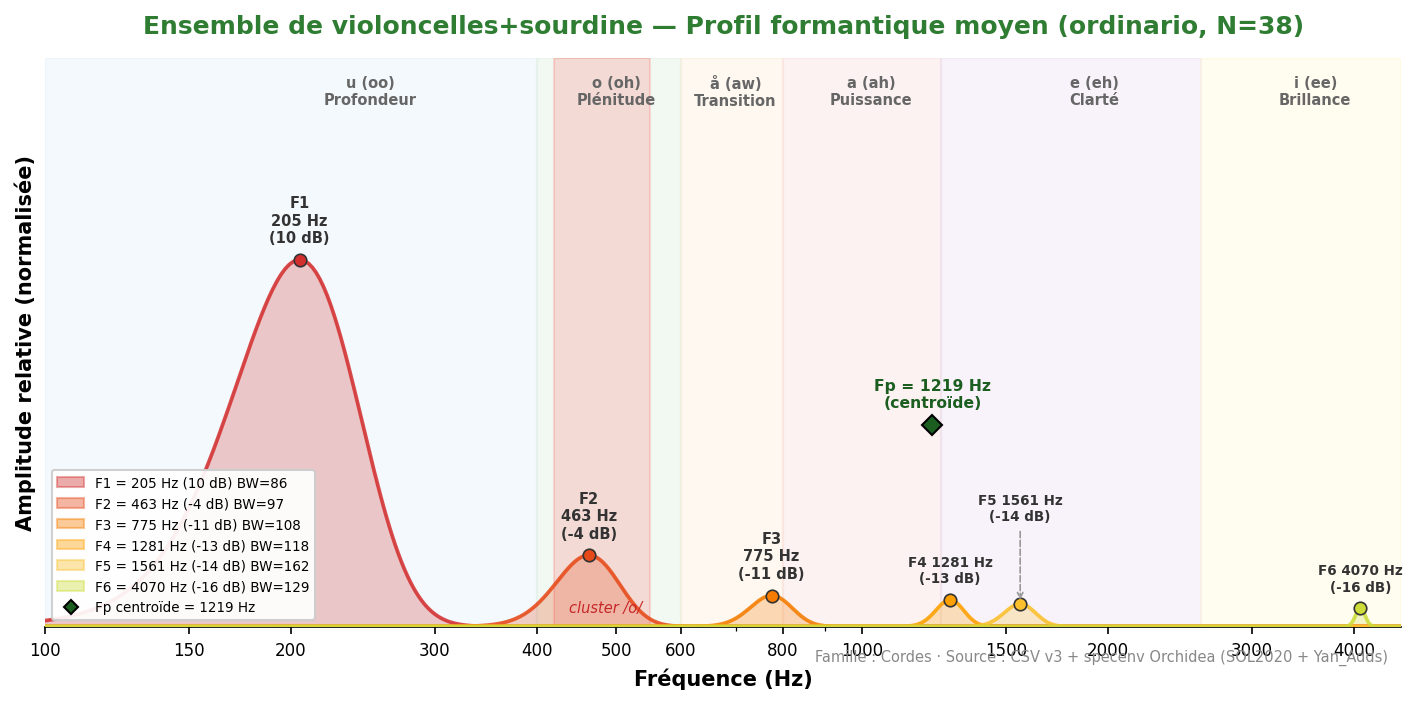 Ensemble de violoncelles+sourdine — Profil formantique moyen (ordinario, N=38)
u (oo)
Profondeur
o (oh)
Plénitude
å (aw)
Transition
a (ah)
Puissance
e (eh)
Clarté
i (ee)
Brillance
Amplitude relative (normalisée)
F1
205 Hz
(10 dB)
Fp = 1219 Hz
(centroïde)
F2
463 Hz
(-4 dB)
F3
775 Hz
(-11 dB)
F4 1281 Hz
(-13 dB)
F5 1561 Hz
(-14 dB)
F6 4070 Hz
(-16 dB)
cluster /o/
F1 = 205 Hz (10 dB) BW=86
F2 = 463 Hz (-4 dB) BW=97
F3 = 775 Hz (-11 dB) BW=108
F4 = 1281 Hz (-13 dB) BW=118
F5 = 1561 Hz (-14 dB) BW=162
F6 = 4070 Hz (-16 dB) BW=129
Fp centroïde = 1219 Hz
100 150 200 300 400 500 600 800 1000 1500 2000 3000 4000
Famille : Cordes · Source : CSV v3 + specenv Orchidea (SOL2020 + Yan_Adds)
Fréquence (Hz)